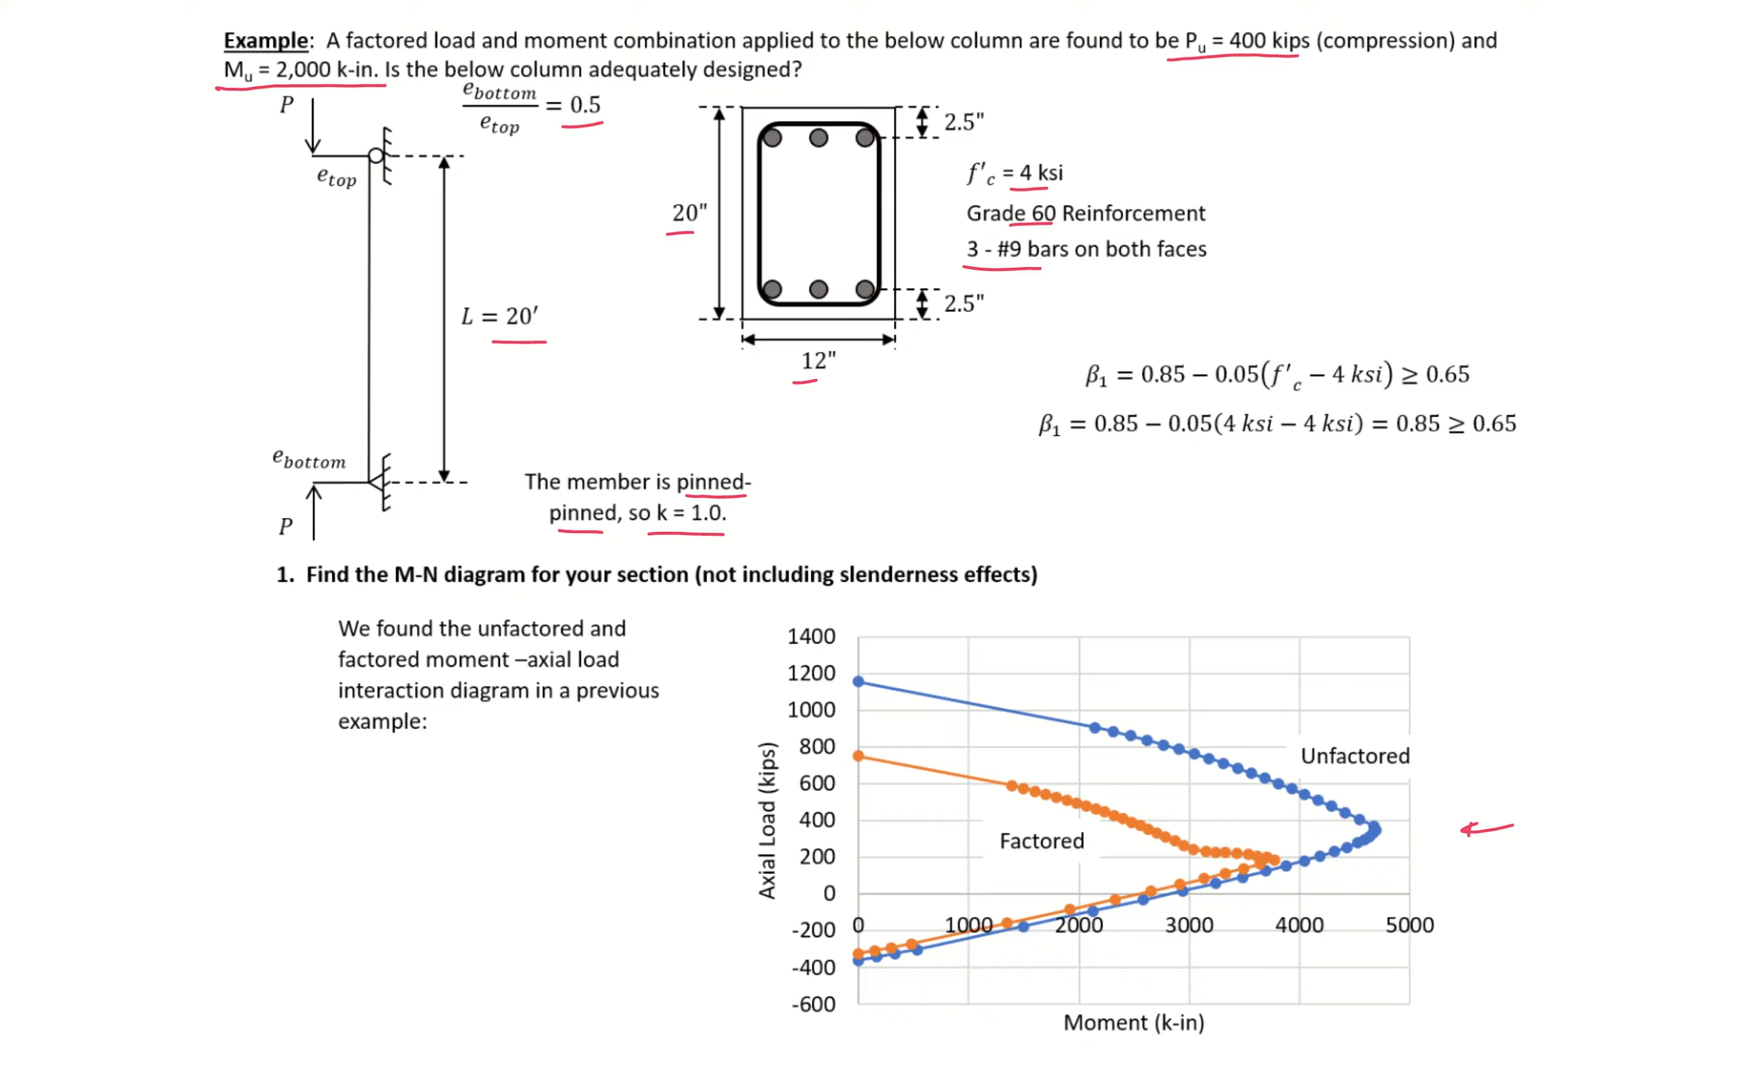 Example: A factored load and moment combination applied to the below column are found to be Pᵤ = 400 kips (compression) and
Mᵤ = 2,000 k-in. Is the below column adequately designed?
P
e_bottom / e_top = 0.5
2.5"
e_top
f'_c = 4 ksi
20"
Grade 60 Reinforcement
3 - #9 bars on both faces
2.5"
L = 20′
12"
β₁ = 0.85 − 0.05(f'_c − 4 ksi) ≥ 0.65
β₁ = 0.85 − 0.05(4 ksi − 4 ksi) = 0.85 ≥ 0.65
e_bottom
P
The member is pinned-
pinned, so k = 1.0.
1. Find the M-N diagram for your section (not including slenderness effects)
We found the unfactored and
factored moment –axial load
interaction diagram in a previous
example:
Axial Load (kips)
1400
1200
1000
800
600
400
200
0
-200
-400
-600
Unfactored
Factored
0 1000 2000 3000 4000 5000
Moment (k-in)